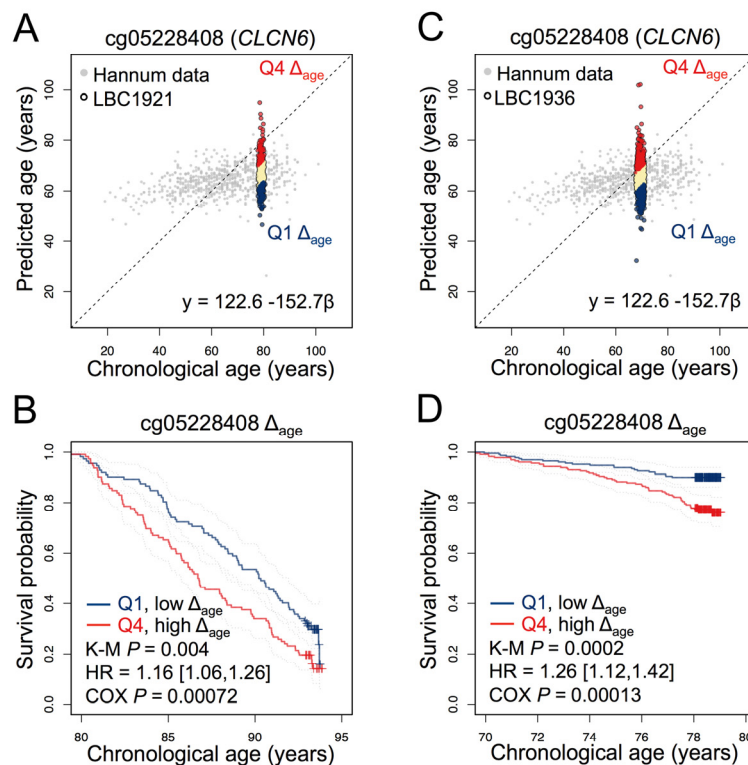 A
cg05228408 (CLCN6)
Q4 Δage
Hannum data
LBC1921
Predicted age (years)
100
80
60
40
20
Q1 Δage
y = 122.6 -152.7β
20 40 60 80 100
Chronological age (years)
C
cg05228408 (CLCN6)
Q4 Δage
Hannum data
LBC1936
Predicted age (years)
100
80
60
40
20
Q1 Δage
y = 122.6 -152.7β
20 40 60 80 100
Chronological age (years)
B
cg05228408 Δage
Survival probability
1.0
0.8
0.6
0.4
0.2
0.0
Q1, low Δage
Q4, high Δage
K-M P = 0.004
HR = 1.16 [1.06,1.26]
COX P = 0.00072
80 85 90 95
Chronological age (years)
D
cg05228408 Δage
Survival probability
1.0
0.8
0.6
0.4
0.2
0.0
Q1, low Δage
Q4, high Δage
K-M P = 0.0002
HR = 1.26 [1.12,1.42]
COX P = 0.00013
70 72 74 76 78
Chronological age (years)